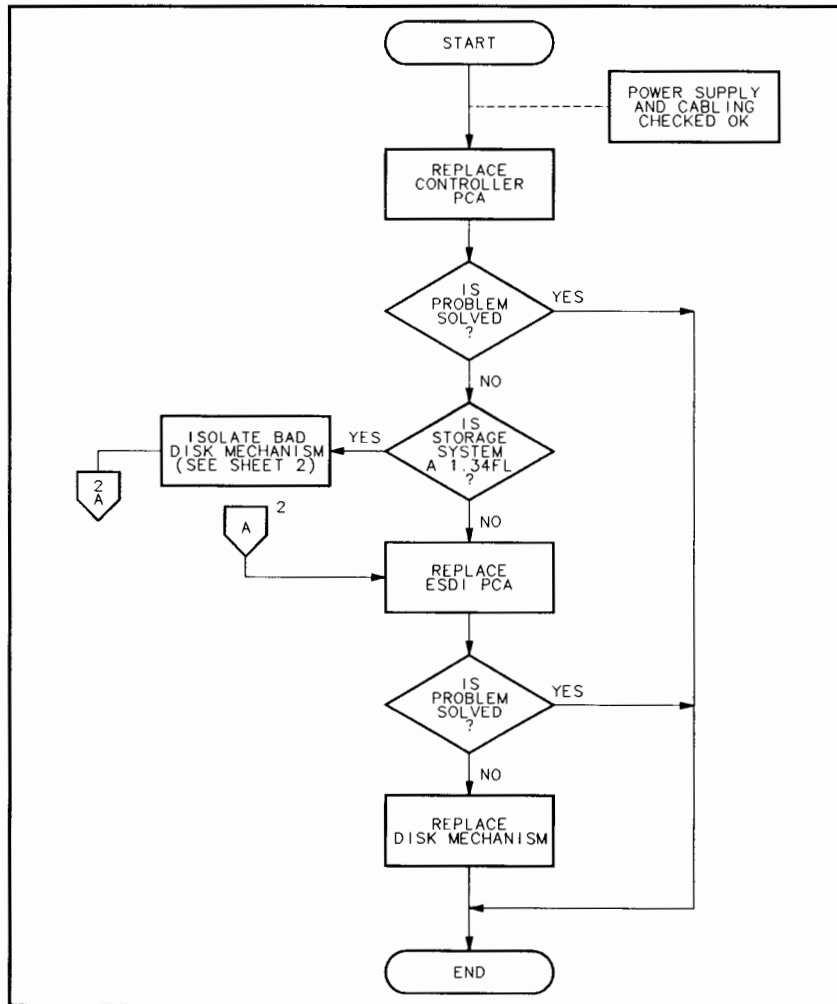 START
POWER SUPPLY
AND CABLING
CHECKED OK
REPLACE
CONTROLLER
PCA
IS
PROBLEM
SOLVED
?
YES
NO
IS
STORAGE
SYSTEM
A 1.34FL
?
YES
ISOLATE BAD
DISK MECHANISM
(SEE SHEET 2)
2
A
NO
A
2
REPLACE
ESDI PCA
IS
PROBLEM
SOLVED
?
YES
NO
REPLACE
DISK MECHANISM
END